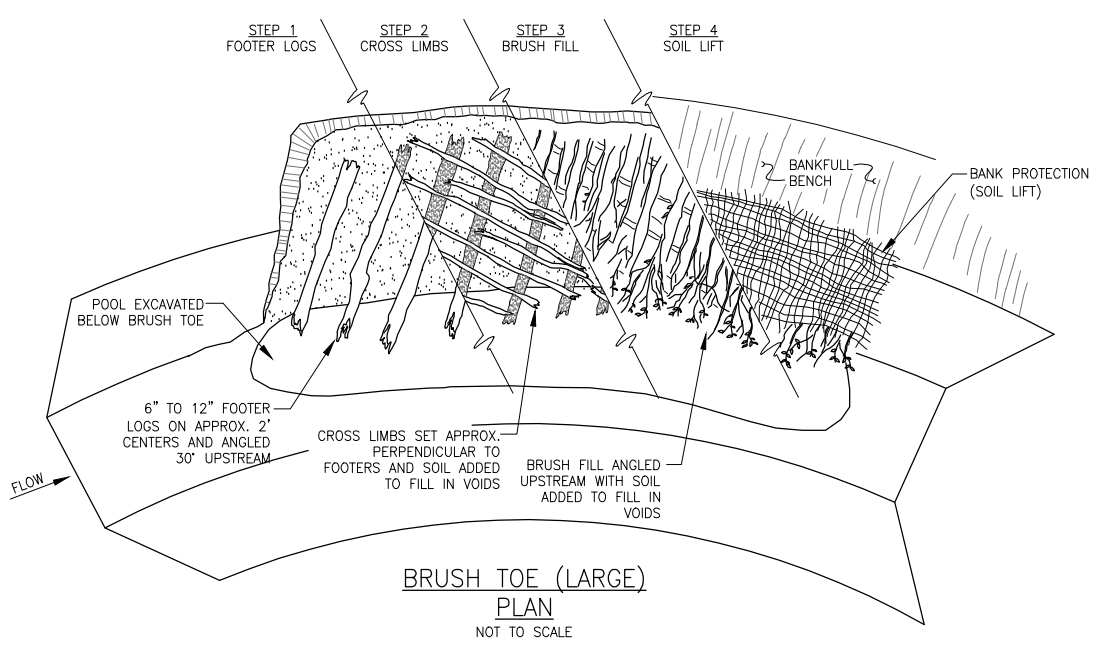 STEP 1
FOOTER LOGS
STEP 2
CROSS LIMBS
STEP 3
BRUSH FILL
STEP 4
SOIL LIFT
BANKFULL
BENCH
BANK PROTECTION
(SOIL LIFT)
POOL EXCAVATED
BELOW BRUSH TOE
6" TO 12" FOOTER
LOGS ON APPROX. 2'
CENTERS AND ANGLED
30° UPSTREAM
CROSS LIMBS SET APPROX.
PERPENDICULAR TO
FOOTERS AND SOIL ADDED
TO FILL IN VOIDS
BRUSH FILL ANGLED
UPSTREAM WITH SOIL
ADDED TO FILL IN
VOIDS
FLOW
BRUSH TOE (LARGE)
PLAN
NOT TO SCALE